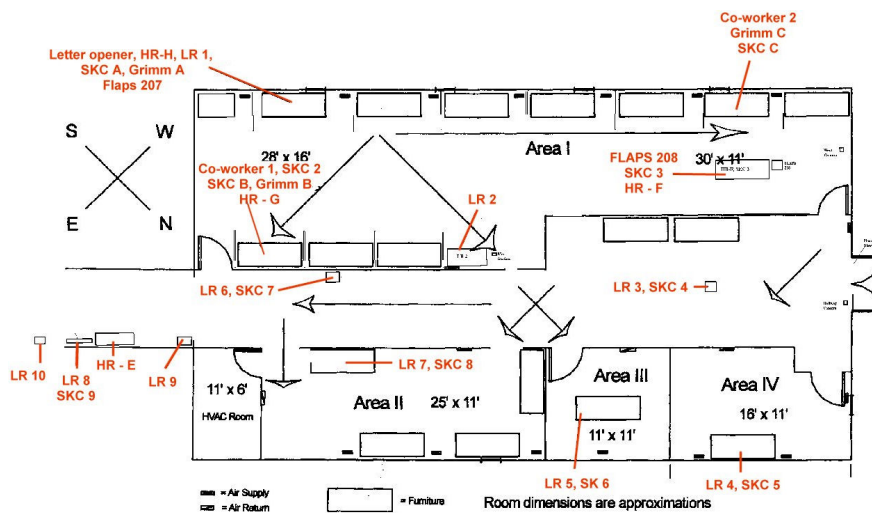 Co-worker 2
Grimm C
SKC C
Letter opener, HR-H, LR 1,
SKC A, Grimm A
Flaps 207
S
W
E
N
28' x 16'
Area I
30' x 11'
FLAPS 208
SKC 3
HR - F
Co-worker 1, SKC 2
SKC B, Grimm B
HR - G
LR 2
LR 6, SKC 7
LR 3, SKC 4
LR 10
LR 8
SKC 9
HR - E
LR 9
LR 7, SKC 8
11' x 6'
HVAC Room
Area II
25' x 11'
Area III
11' x 11'
Area IV
16' x 11'
LR 5, SK 6
LR 4, SKC 5
= Air Supply
= Air Return
= Furniture
Room dimensions are approximations